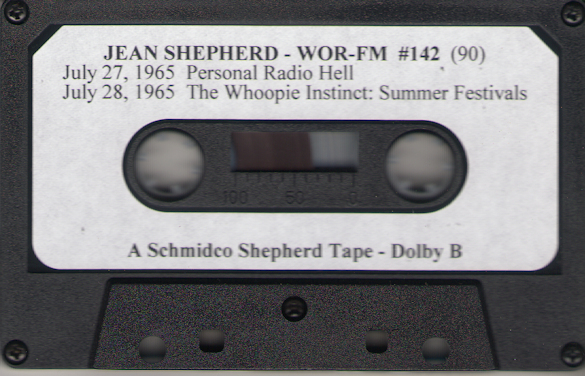 JEAN SHEPHERD - WOR-FM #142 (90)
July 27, 1965 Personal Radio Hell
July 28, 1965 The Whoopie Instinct: Summer Festivals
100 50 0
A Schmidco Shepherd Tape - Dolby B